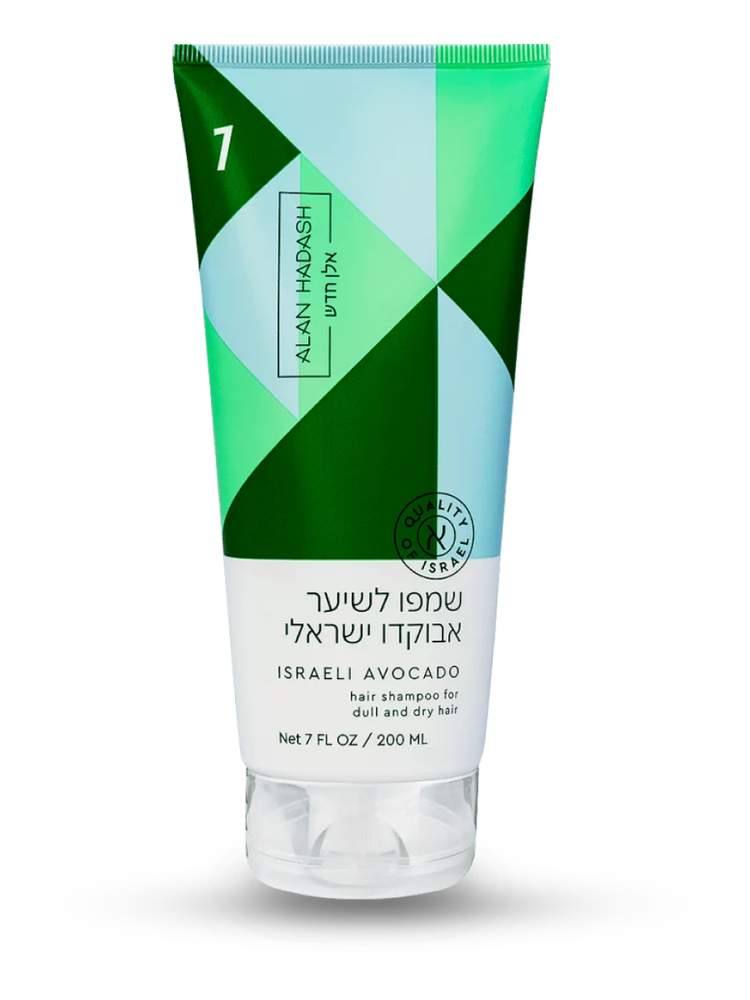 1
ALAN HADASH
אלן חדש
QUALITY OF ISRAEL
א
שמפו לשיער
אבוקדו ישראלי
ISRAELI AVOCADO
hair shampoo for
dull and dry hair
Net 7 FL OZ / 200 ML